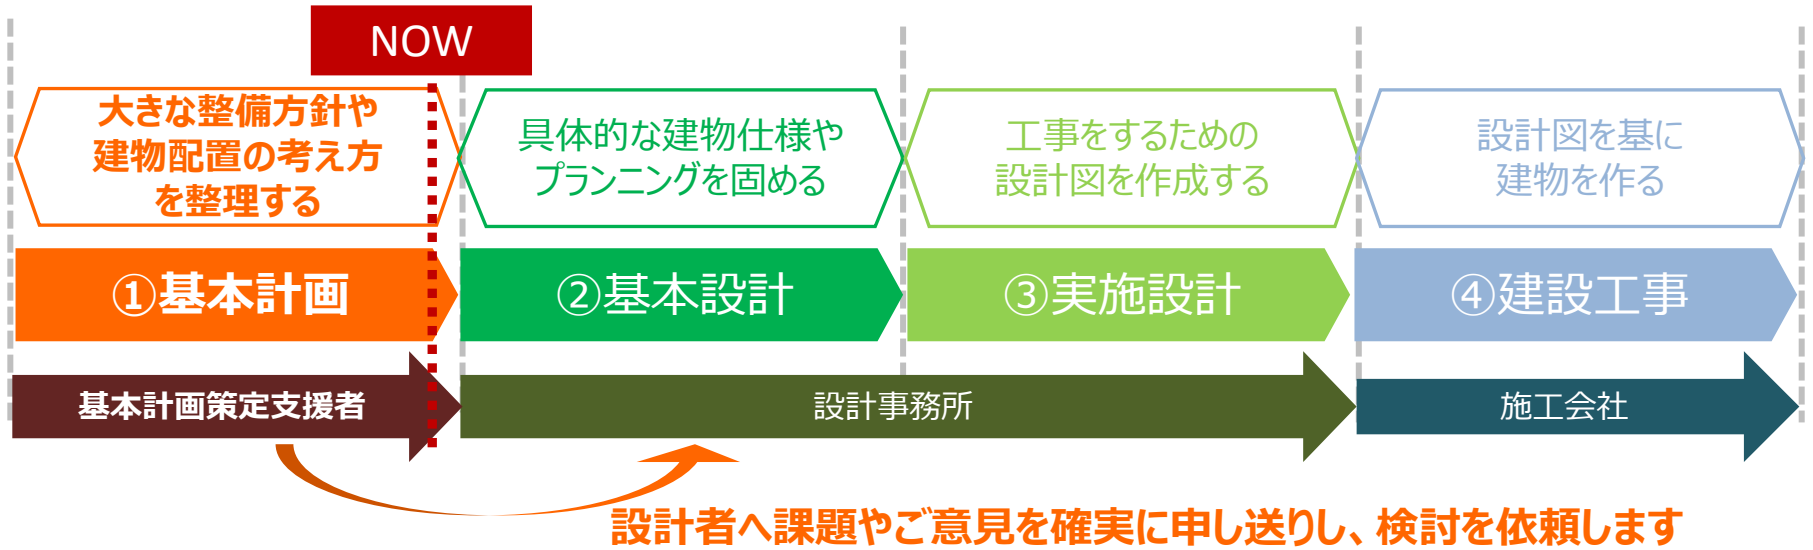 NOW
大きな整備方針や
建物配置の考え方
を整理する
具体的な建物仕様や
プランニングを固める
工事をするための
設計図を作成する
設計図を基に
建物を作る
①基本計画
②基本設計
③実施設計
④建設工事
基本計画策定支援者
設計事務所
施工会社
設計者へ課題やご意見を確実に申し送りし、検討を依頼します